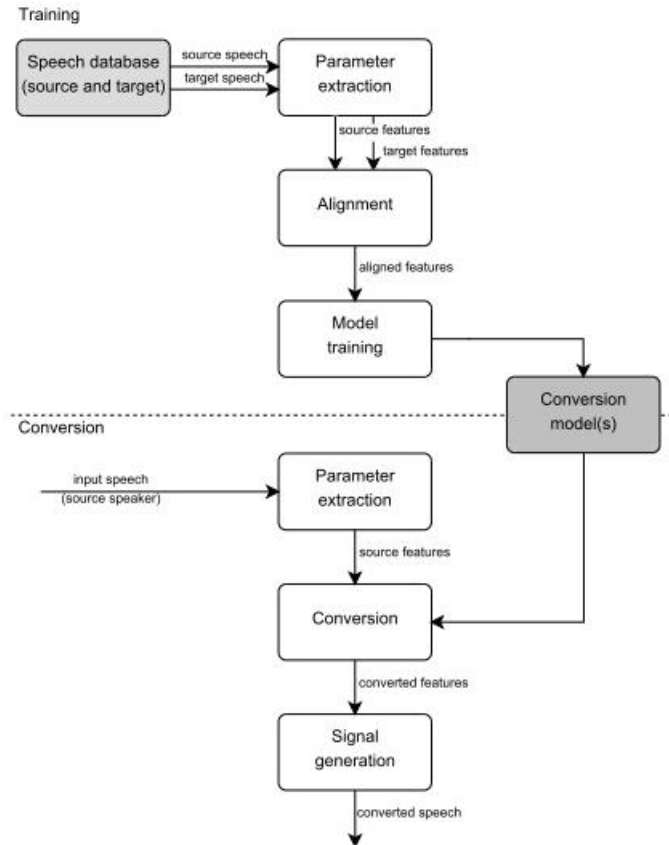 Training
Speech database
(source and target)
source speech
target speech
Parameter
extraction
source features
target features
Alignment
aligned features
Model
training
Conversion
model(s)
Conversion
input speech
(source speaker)
Parameter
extraction
source features
Conversion
converted features
Signal
generation
converted speech